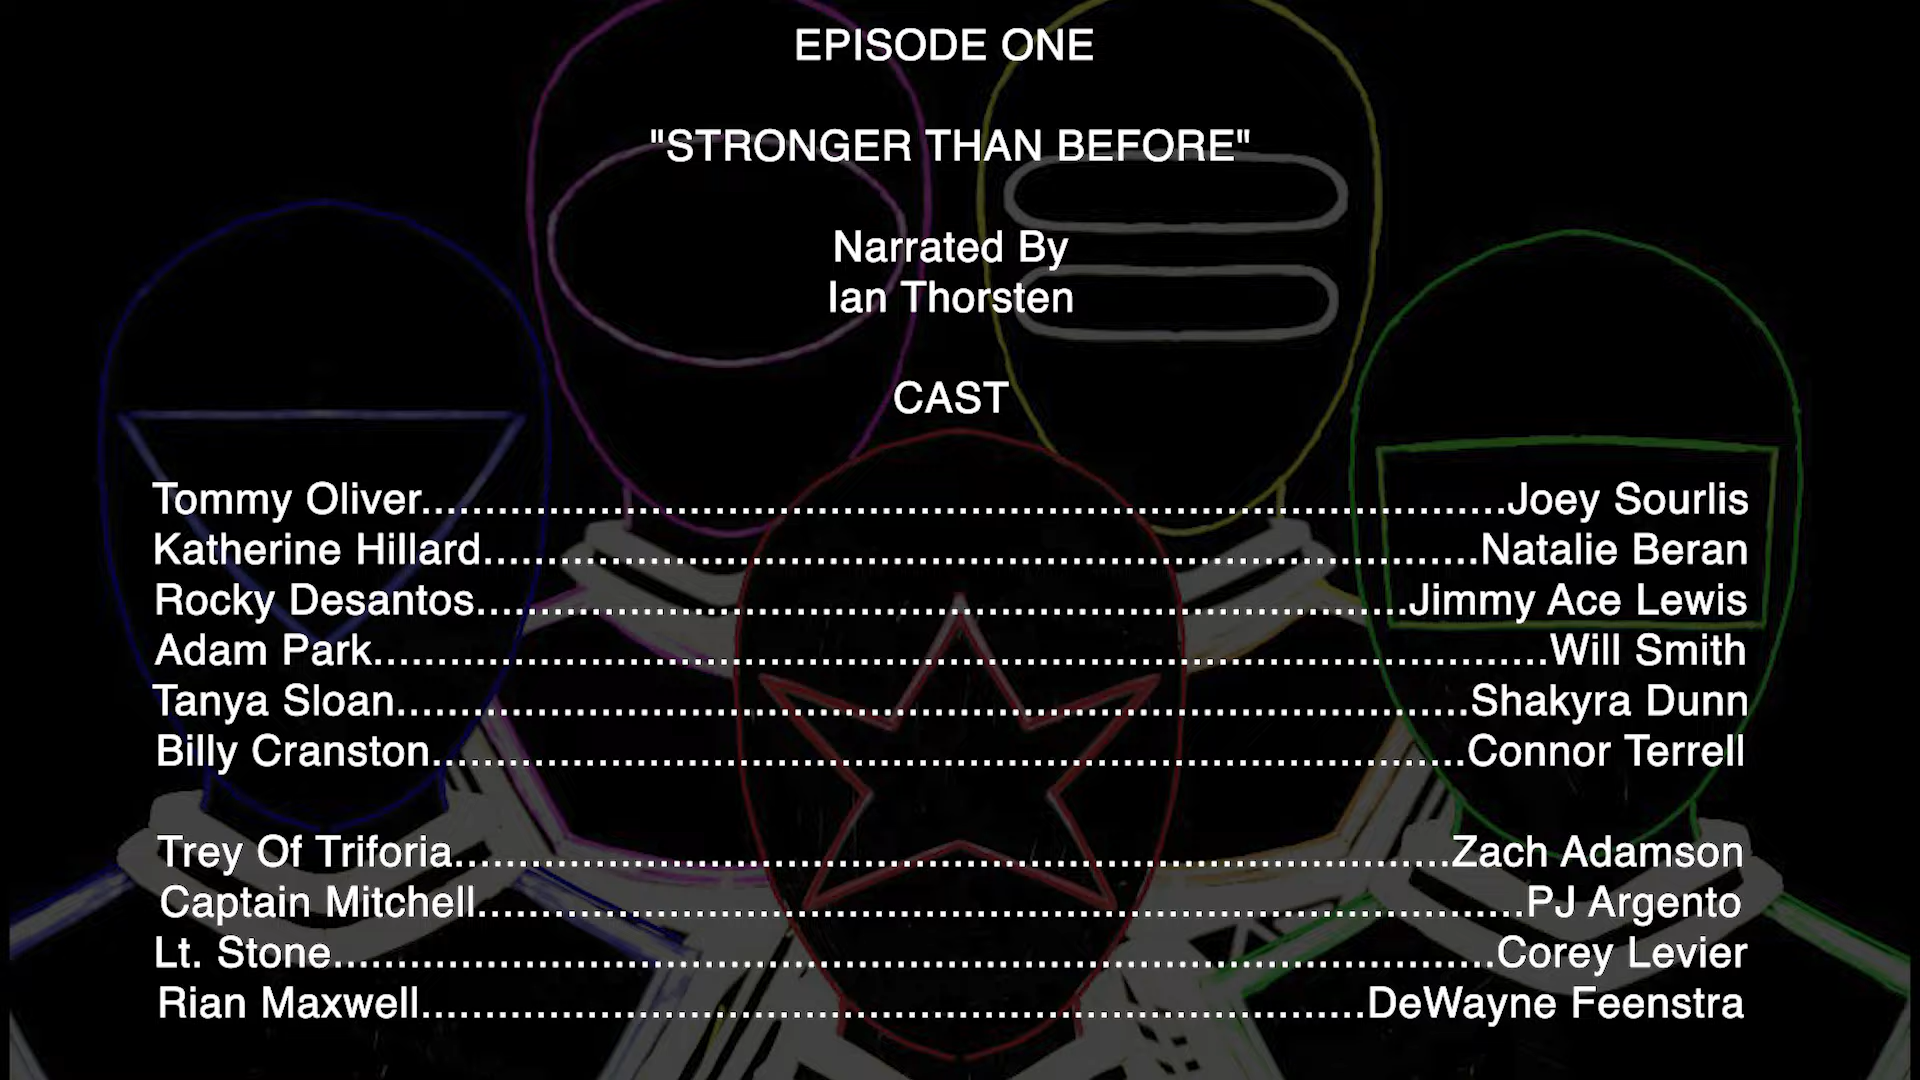 EPISODE ONE
"STRONGER THAN BEFORE"
Narrated By
Ian Thorsten
CAST
Tommy Oliver....................................................................................Joey Sourlis
Katherine Hillard.............................................................................Natalie Beran
Rocky Desantos........................................................................Jimmy Ace Lewis
Adam Park...........................................................................................Will Smith
Tanya Sloan...................................................................................Shakyra Dunn
Billy Cranston................................................................................Connor Terrell
Trey Of Triforia.............................................................................Zach Adamson
Captain Mitchell.................................................................................PJ Argento
Lt. Stone..........................................................................................Corey Levier
Rian Maxwell.........................................................................DeWayne Feenstra